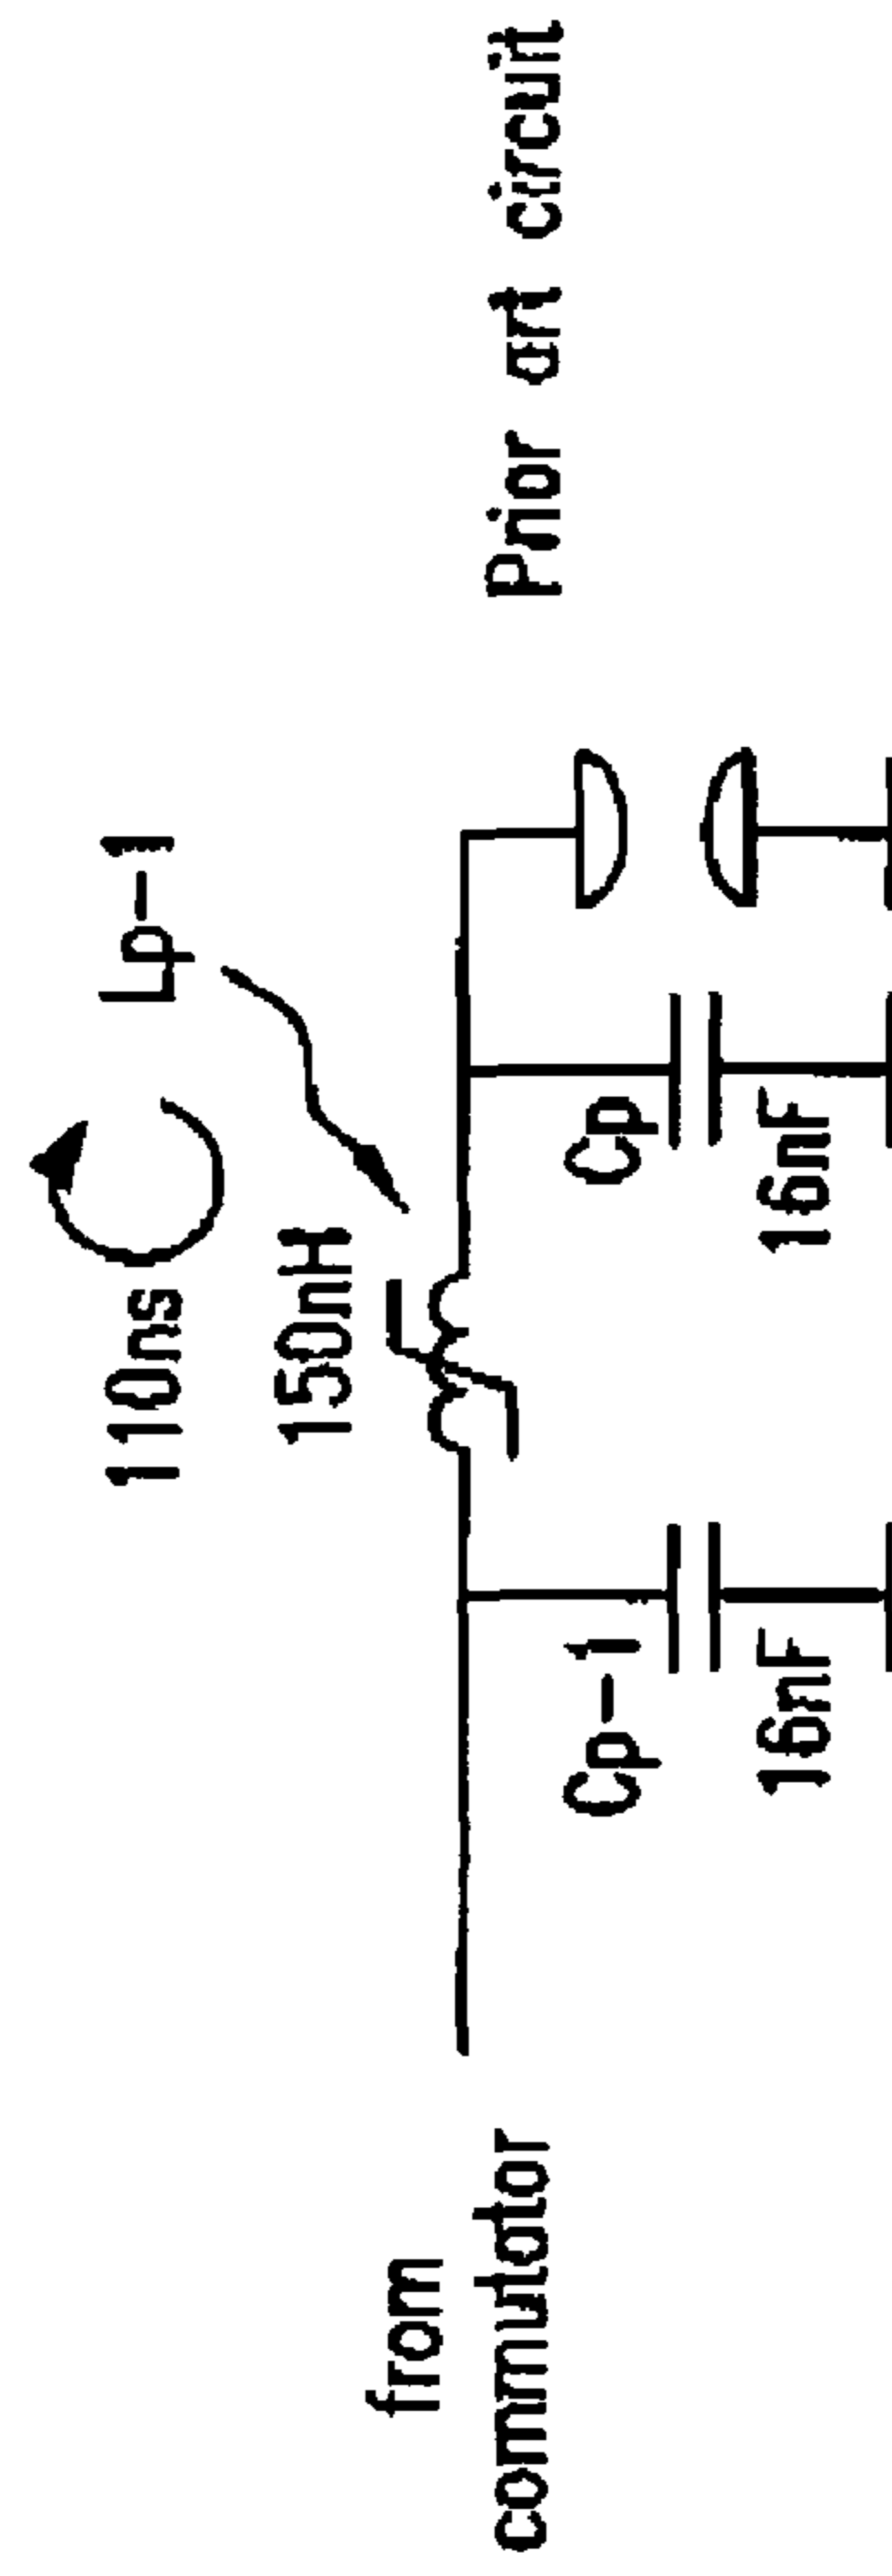 110ns
Lp-1
150nH
from
commutator
Prior art circuit
Cp-1
Cp
16nF
16nF